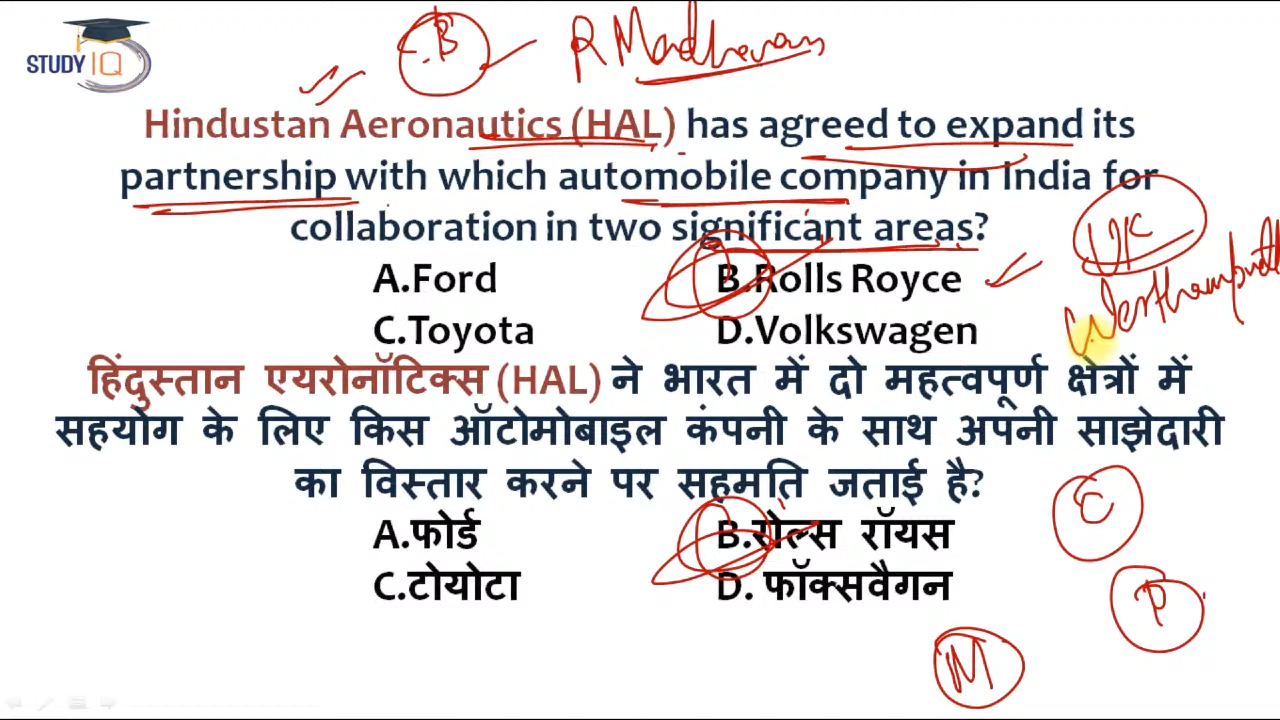 STUDY IQ
B
R Madhavan
Hindustan Aeronautics (HAL) has agreed to expand its
partnership with which automobile company in India for
collaboration in two significant areas?
A.Ford
B.Rolls Royce
C.Toyota
D.Volkswagen
UK
हिंदुस्तान एयरोनॉटिक्स (HAL) ने भारत में दो महत्वपूर्ण क्षेत्रों में
सहयोग के लिए किस ऑटोमोबाइल कंपनी के साथ अपनी साझेदारी
का विस्तार करने पर सहमति जताई है?
A.फोर्ड
B.रोल्स रॉयस
C.टोयोटा
D. फॉक्सवैगन
P
M